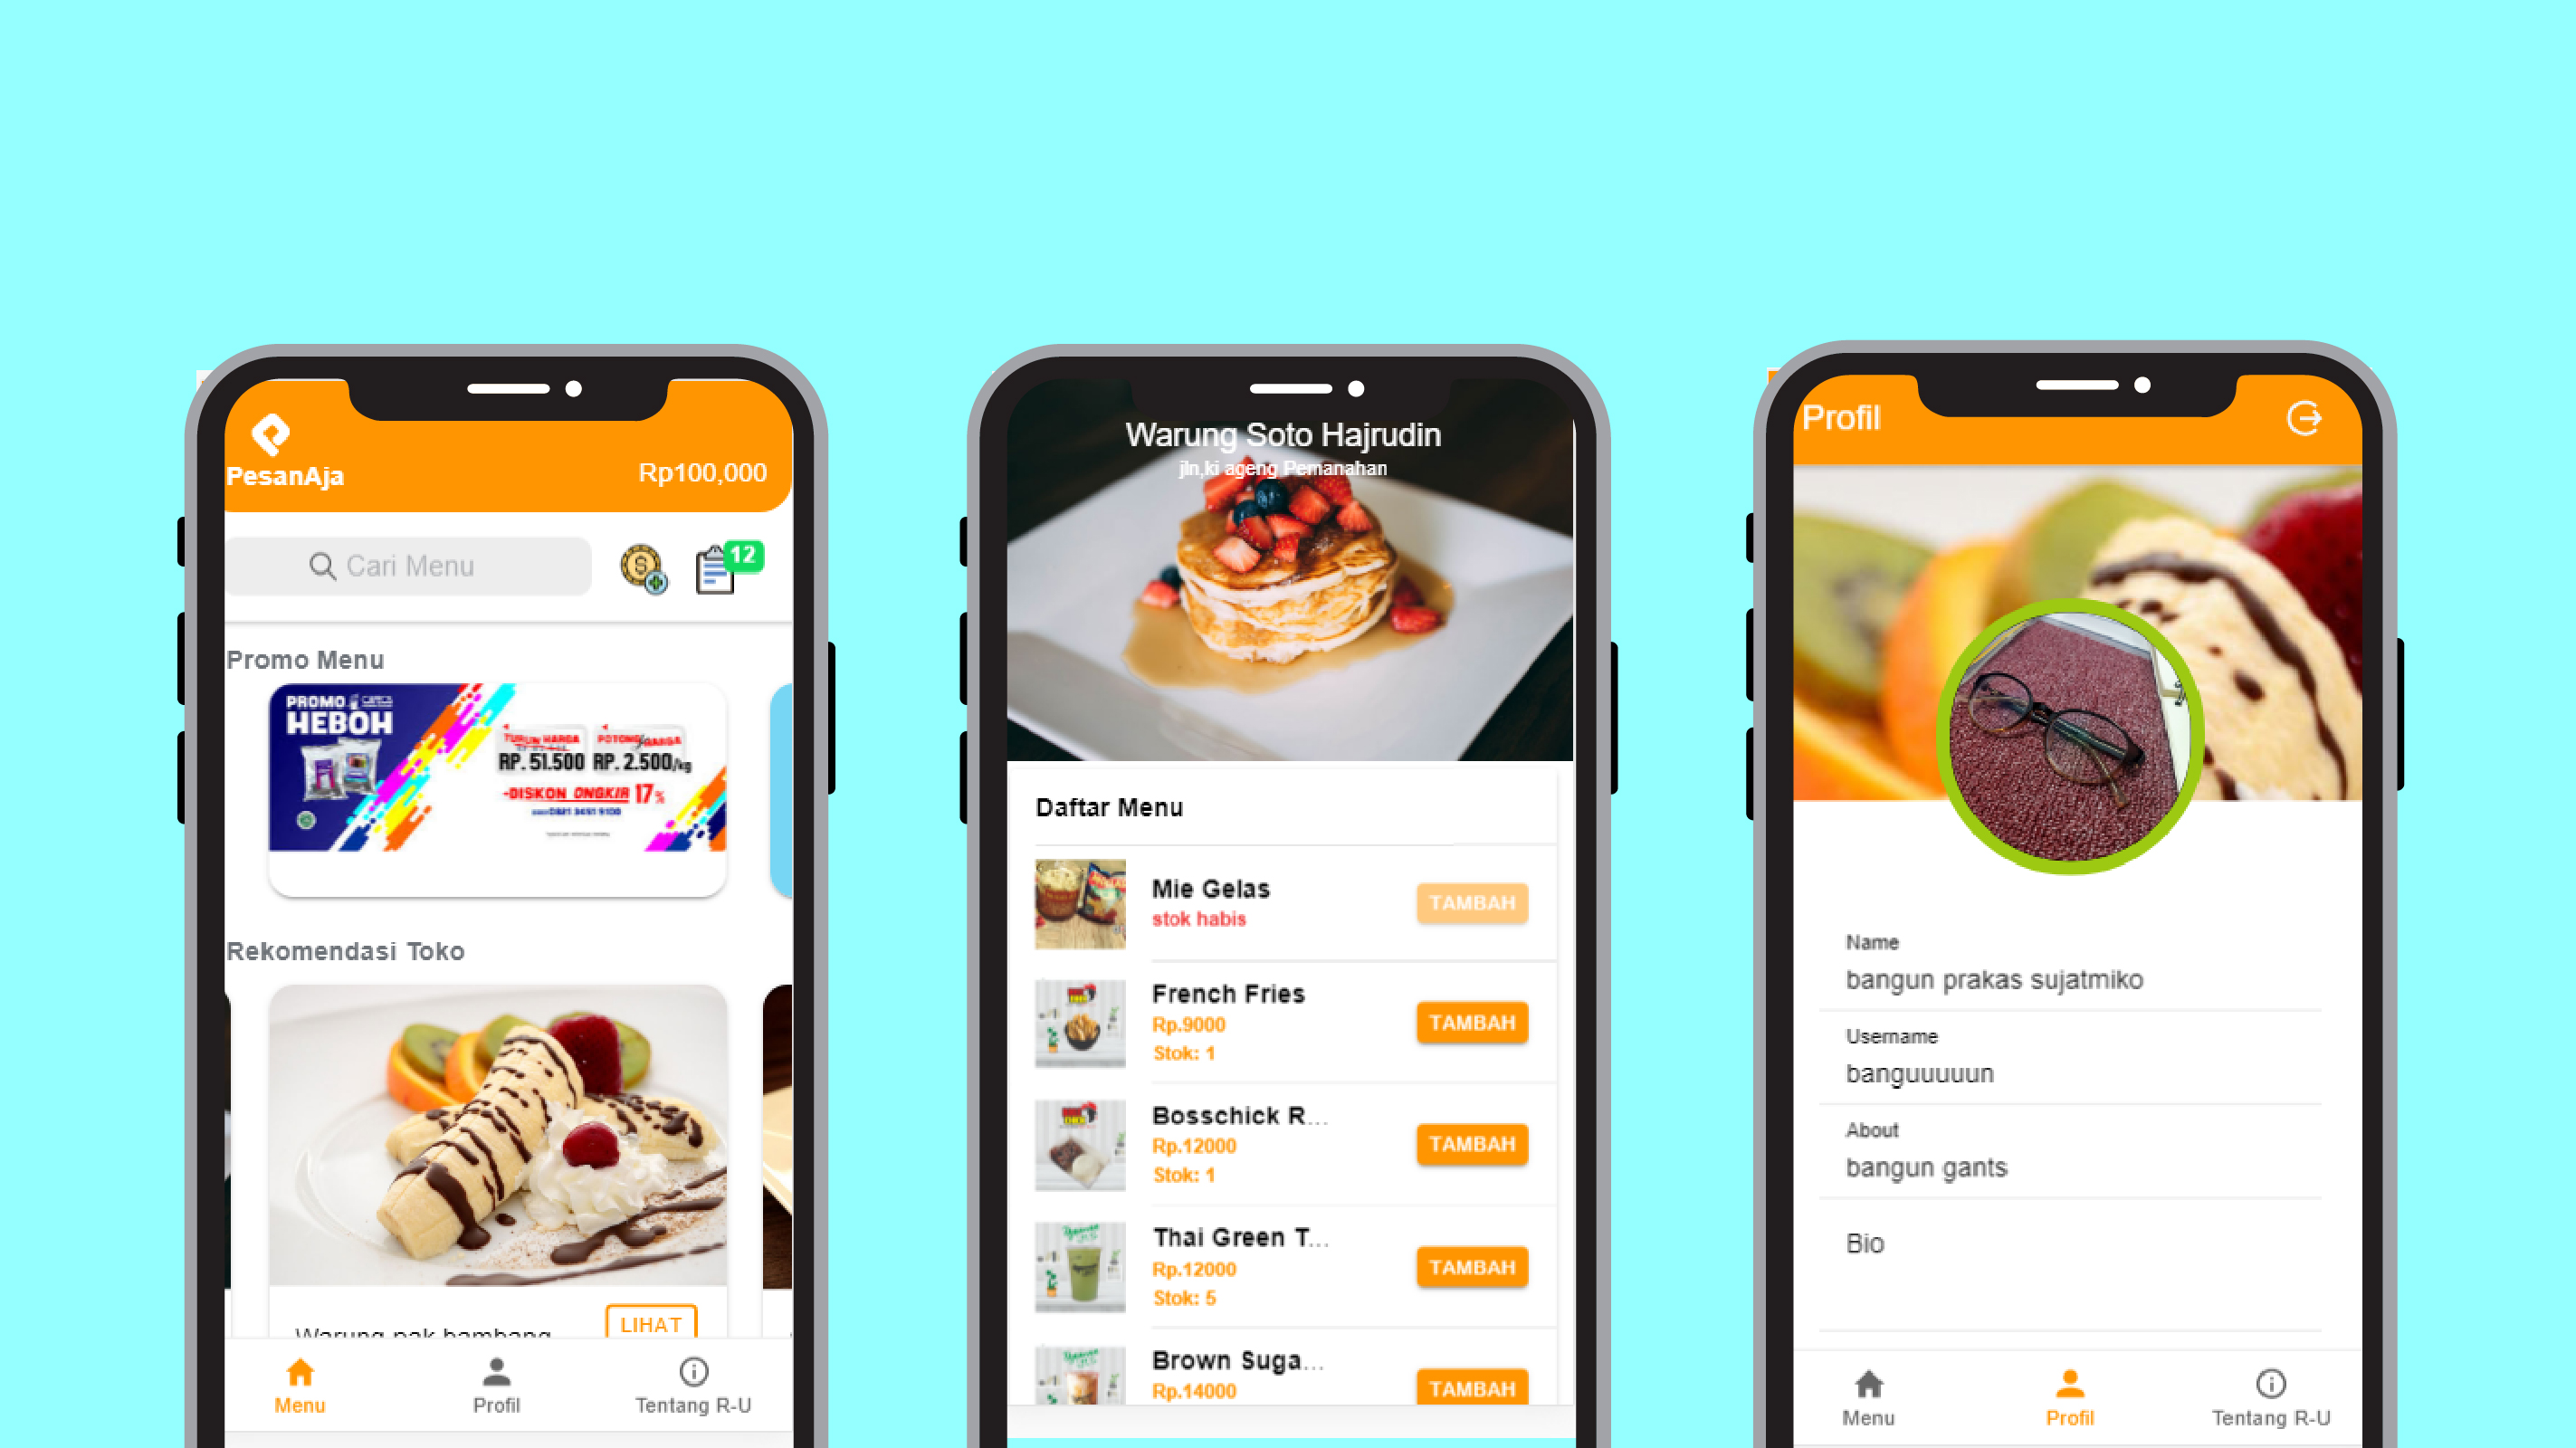 PesanAja
Rp100,000
Cari Menu
12
Promo Menu
PROMO
HEBOH
TURUN HARGA
POTONG HARGA
RP. 51.500
RP. 2.500/kg
-DISKON ONGKIR 17%
Rekomendasi Toko
Warung pak bambang
LIHAT
Menu
Profil
Tentang R-U
Warung Soto Hajrudin
jln,ki ageng Pemanahan
Daftar Menu
Mie Gelas
stok habis
TAMBAH
French Fries
Rp.9000
Stok: 1
TAMBAH
Bosschick R...
Rp.12000
Stok: 1
TAMBAH
Thai Green T...
Rp.12000
Stok: 5
TAMBAH
Brown Suga...
Rp.14000
TAMBAH
Profil
Name
bangun prakas sujatmiko
Username
banguuuuun
About
bangun gants
Bio
Menu
Profil
Tentang R-U